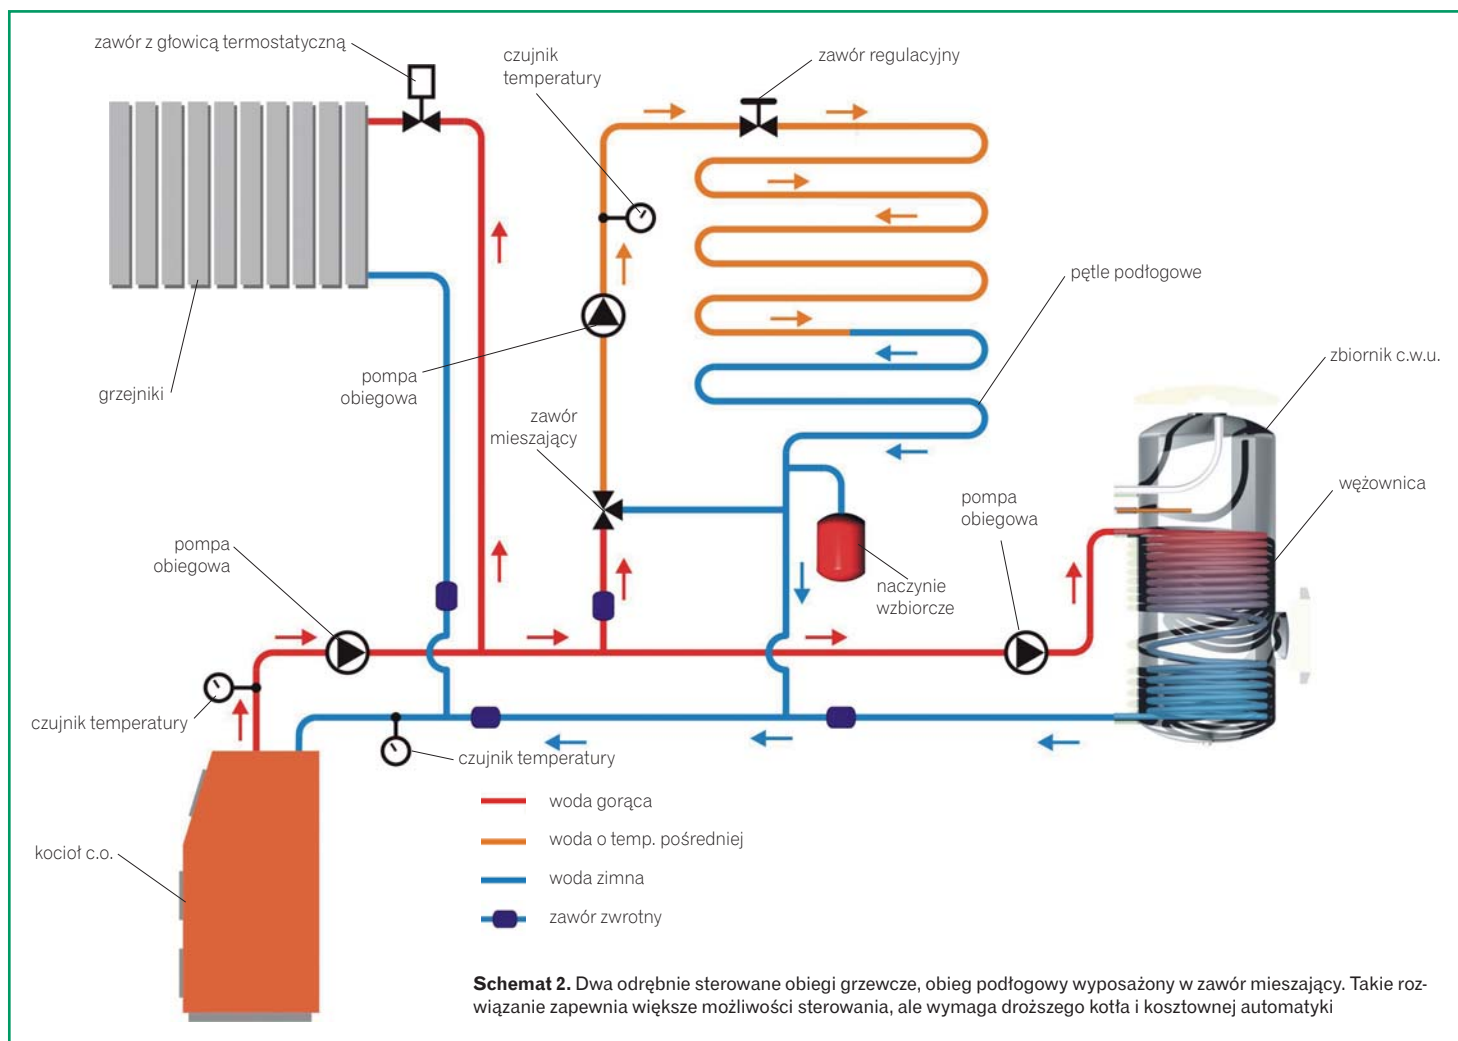 zawór z głowicą termostatyczną
czujnik
temperatury
zawór regulacyjny
pętle podłogowe
zbiornik c.w.u.
grzejniki
pompa
obiegowa
zawór
mieszający
wężownica
pompa
obiegowa
pompa
obiegowa
naczynie
wzbiorcze
czujnik temperatury
czujnik temperatury
kocioł c.o.
woda gorąca
woda o temp. pośredniej
woda zimna
zawór zwrotny
Schemat 2. Dwa odrębnie sterowane obiegi grzewcze, obieg podłogowy wyposażony w zawór mieszający. Takie roz-
wiązanie zapewnia większe możliwości sterowania, ale wymaga droższego kotła i kosztownej automatyki